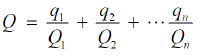 Q = q₁/Q₁ + q₂/Q₂ + ⋯ qₙ/Qₙ